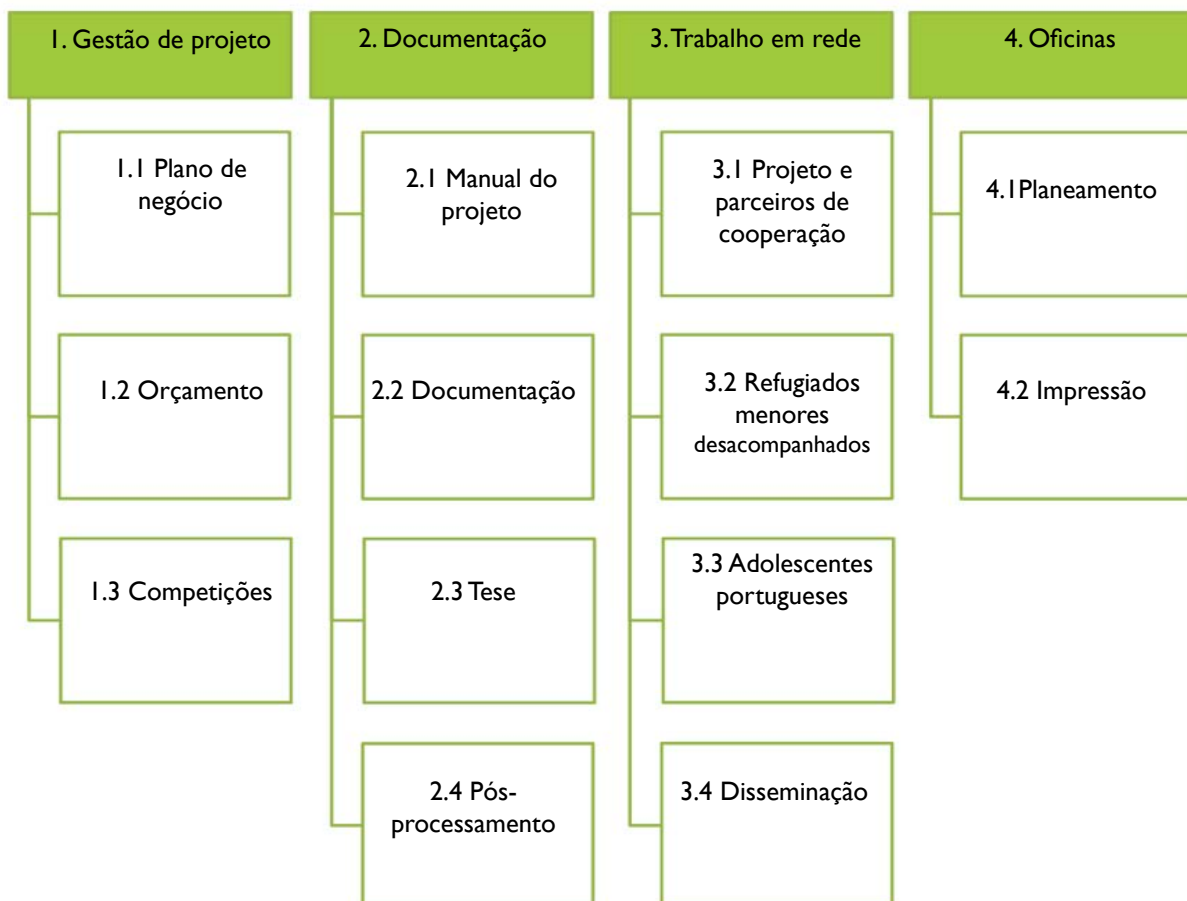 1. Gestão de projeto
1.1 Plano de
negócio
1.2 Orçamento
1.3 Competições
2. Documentação
2.1 Manual do
projeto
2.2 Documentação
2.3 Tese
2.4 Pós-
processamento
3. Trabalho em rede
3.1 Projeto e
parceiros de
cooperação
3.2 Refugiados
menores
desacompanhados
3.3 Adolescentes
portugueses
3.4 Disseminação
4. Oficinas
4.1Planeamento
4.2 Impressão